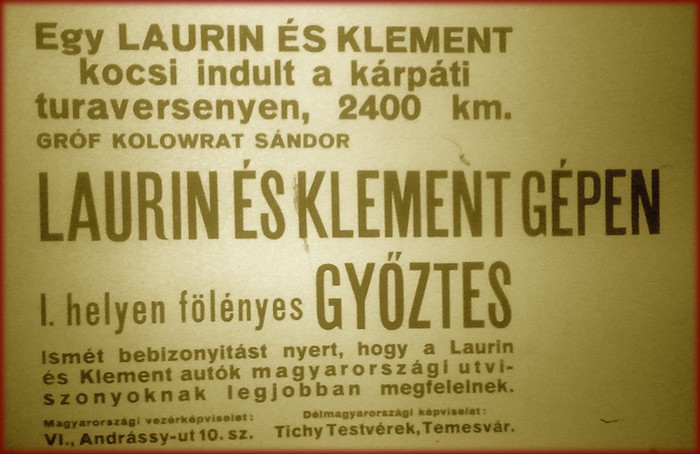 Egy LAURIN ÉS KLEMENT
kocsi indult a kárpáti
turaversenyen, 2400 km.
GRÓF KOLOWRAT SÁNDOR
LAURIN ÉS KLEMENT GÉPEN
I. helyen fölényes GYŐZTES
Ismét bebizonyitást nyert, hogy a Laurin
és Klement autók magyarországi utvi-
szonyoknak legjobban megfelelnek.
Magyarországi vezérképviselet: Délmagyarországi képviselet:
VI., Andrássy-ut 10. sz. Tichy Testvérek, Temesvár.